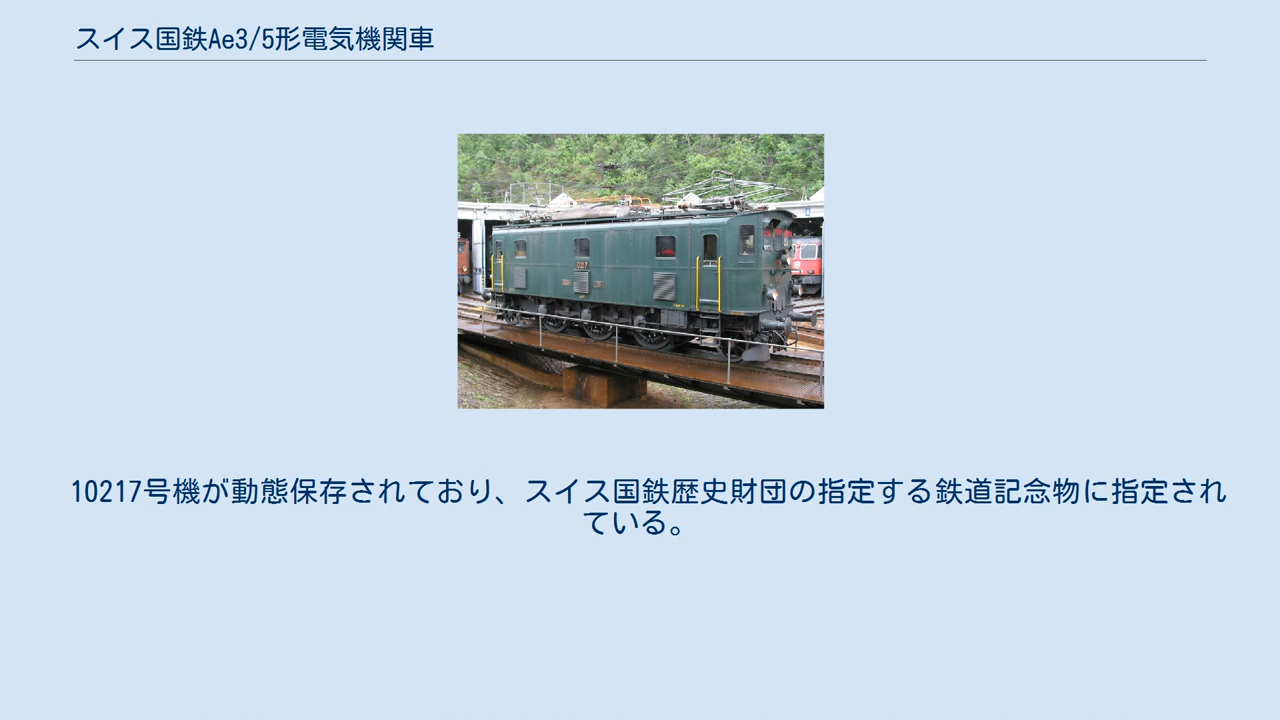 スイス国鉄Ae3/5形電気機関車
10217号機が動態保存されており、スイス国鉄歴史財団の指定する鉄道記念物に指定され
ている。